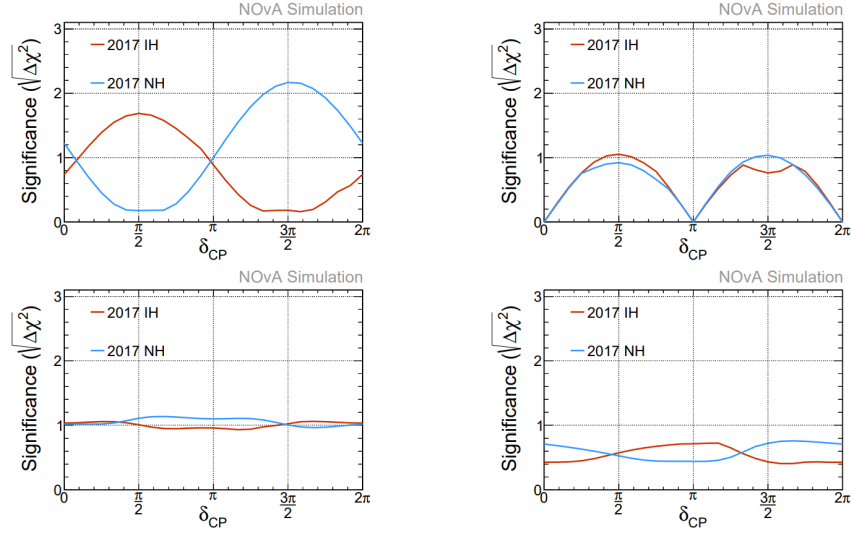 NOvA Simulation
Significance (√Δχ²)
3
2
1
0
2017 IH
2017 NH
0 π/2 π 3π/2 2π
δCP
NOvA Simulation
Significance (√Δχ²)
3
2
1
0
2017 IH
2017 NH
0 π/2 π 3π/2 2π
δCP
NOvA Simulation
Significance (√Δχ²)
3
2
1
0
2017 IH
2017 NH
0 π/2 π 3π/2 2π
δCP
NOvA Simulation
Significance (√Δχ²)
3
2
1
0
2017 IH
2017 NH
0 π/2 π 3π/2 2π
δCP